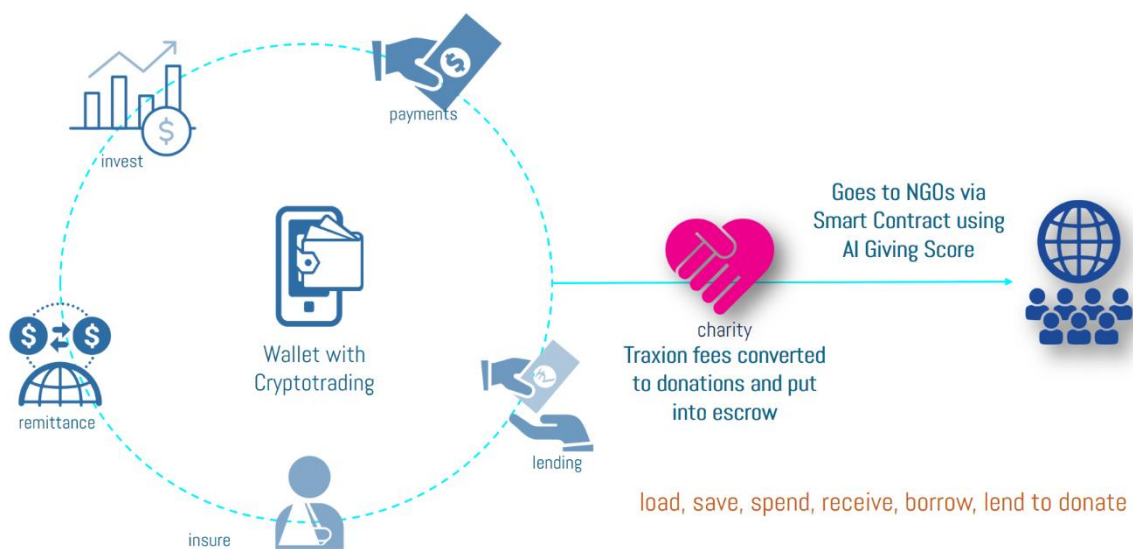 payments
invest
Goes to NGOs via
Smart Contract using
AI Giving Score
Wallet with
Cryptotrading
remittance
charity
Traxion fees converted
to donations and put
into escrow
lending
insure
load, save, spend, receive, borrow, lend to donate